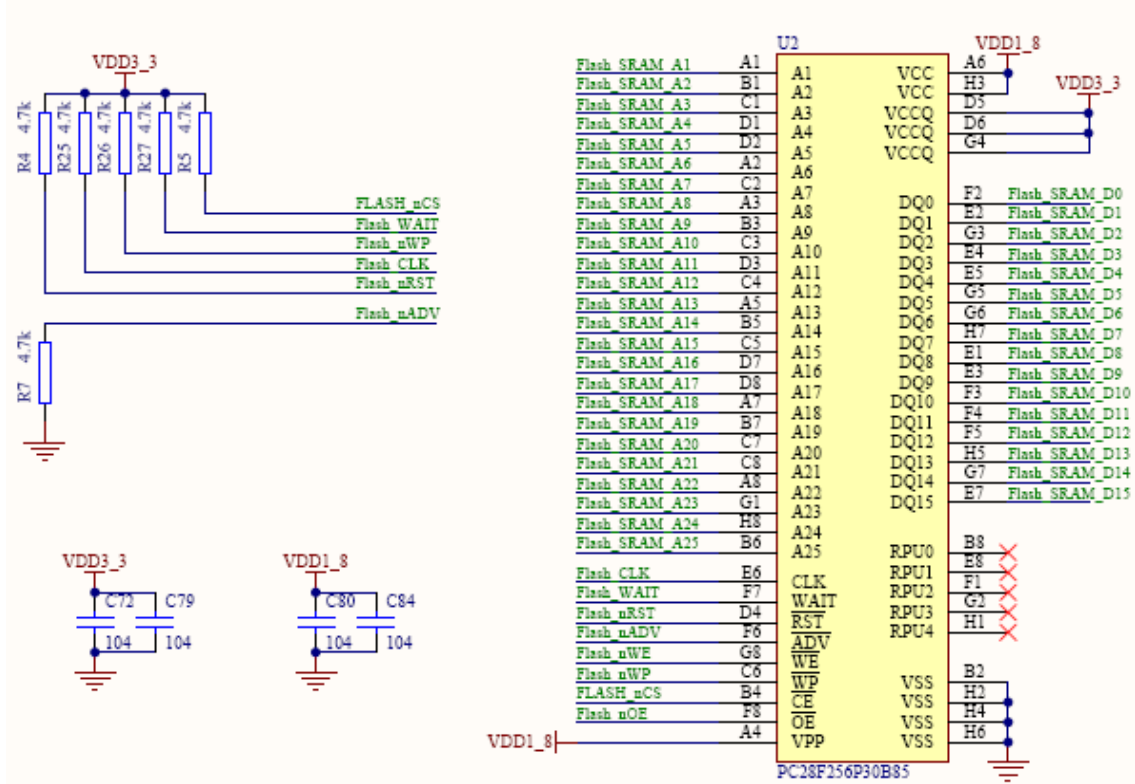 VDD3_3
R4 4.7k
R25 4.7k
R26 4.7k
R27 4.7k
R5 4.7k
FLASH_nCS
Flash_WAIT
Flash_nWP
Flash_CLK
Flash_nRST
Flash_nADV
R7 4.7k
VDD3_3
C72 C79
104 104
VDD1_8
C80 C84
104 104
U2
Flash_SRAM_A1 A1 A1
Flash_SRAM_A2 B1 A2
Flash_SRAM_A3 C1 A3
Flash_SRAM_A4 D1 A4
Flash_SRAM_A5 D2 A5
Flash_SRAM_A6 A2 A6
Flash_SRAM_A7 C2 A7
Flash_SRAM_A8 A3 A8
Flash_SRAM_A9 B3 A9
Flash_SRAM_A10 C3 A10
Flash_SRAM_A11 D3 A11
Flash_SRAM_A12 C4 A12
Flash_SRAM_A13 A5 A13
Flash_SRAM_A14 B5 A14
Flash_SRAM_A15 C5 A15
Flash_SRAM_A16 D7 A16
Flash_SRAM_A17 D8 A17
Flash_SRAM_A18 A7 A18
Flash_SRAM_A19 B7 A19
Flash_SRAM_A20 C7 A20
Flash_SRAM_A21 C8 A21
Flash_SRAM_A22 A8 A22
Flash_SRAM_A23 G1 A23
Flash_SRAM_A24 H8 A24
Flash_SRAM_A25 B6 A25
Flash_CLK E6 CLK
Flash_WAIT F7 WAIT
Flash_nRST D4 RST
Flash_nADV F6 ADV
Flash_nWE G8 WE
Flash_nWP C6 WP
FLASH_nCS B4 CE
Flash_nOE F8 OE
VDD1_8 A4 VPP
VDD1_8
VCC A6
VCC H3
VDD3_3
VCCQ D5
VCCQ D6
VCCQ G4
DQ0 F2 Flash_SRAM_D0
DQ1 E2 Flash_SRAM_D1
DQ2 G3 Flash_SRAM_D2
DQ3 E4 Flash_SRAM_D3
DQ4 E5 Flash_SRAM_D4
DQ5 G5 Flash_SRAM_D5
DQ6 G6 Flash_SRAM_D6
DQ7 H7 Flash_SRAM_D7
DQ8 E1 Flash_SRAM_D8
DQ9 E3 Flash_SRAM_D9
DQ10 F3 Flash_SRAM_D10
DQ11 F4 Flash_SRAM_D11
DQ12 F5 Flash_SRAM_D12
DQ13 H5 Flash_SRAM_D13
DQ14 G7 Flash_SRAM_D14
DQ15 E7 Flash_SRAM_D15
RPU0 B8
RPU1 E8
RPU2 F1
RPU3 G2
RPU4 H1
VSS B2
VSS H2
VSS H4
VSS H6
PC28F256P30B85